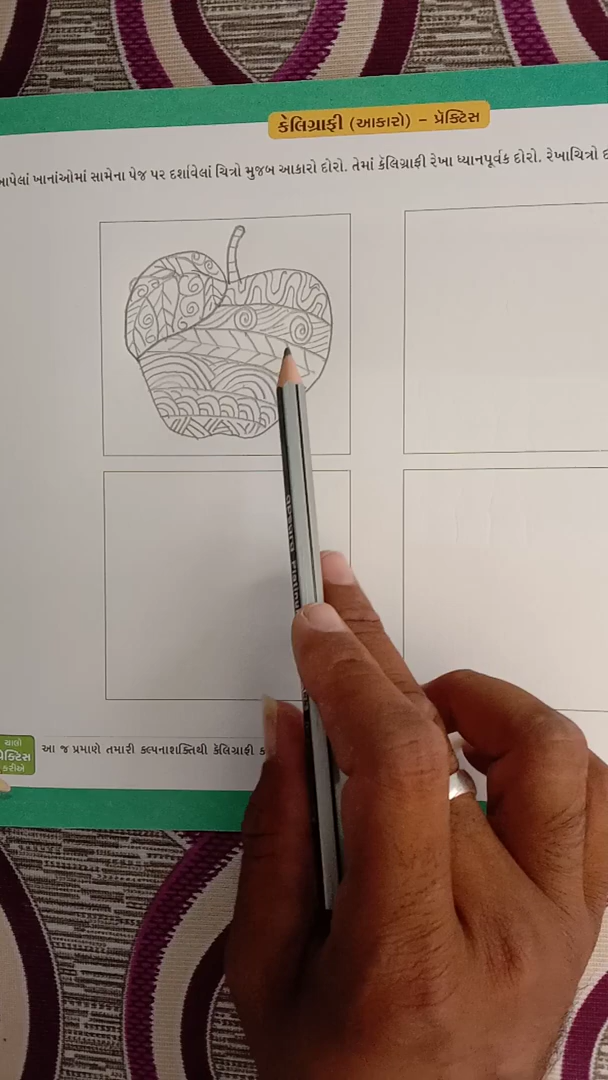 કેલિગ્રાફી (આકારો) – પ્રેક્ટિસ
આપેલાં ખાનાંઓમાં સામેના પેજ પર દર્શાવેલાં ચિત્રો મુજબ આકારો દોરો. તેમાં કૅલિગ્રાફી રેખા ધ્યાનપૂર્વક દોરો. રેખાચિત્રો
ચાલો
પ્રેક્ટિસ
કરીએ
આ જ પ્રમાણે તમારી કલ્પનાશક્તિથી કેલિગ્રાફી